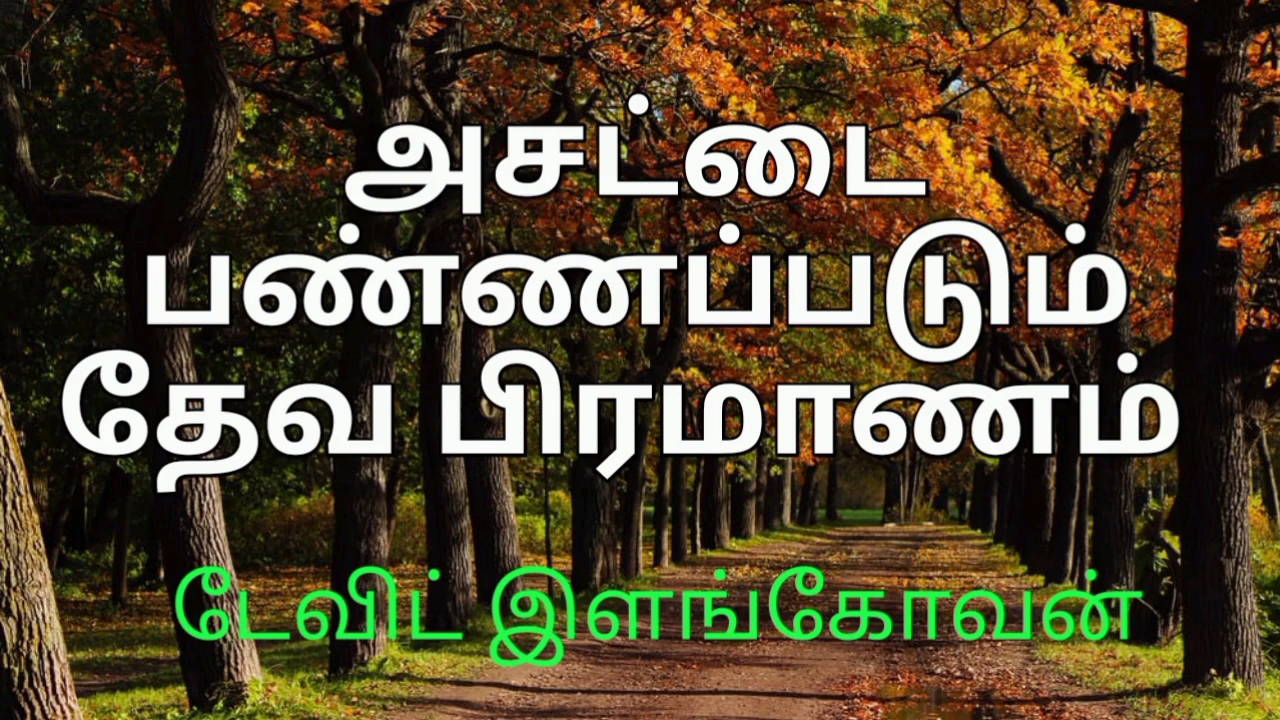 அசட்டை
பண்ணப்படும்
தேவ பிரமாணம்
டேவிட் இளங்கோவன்